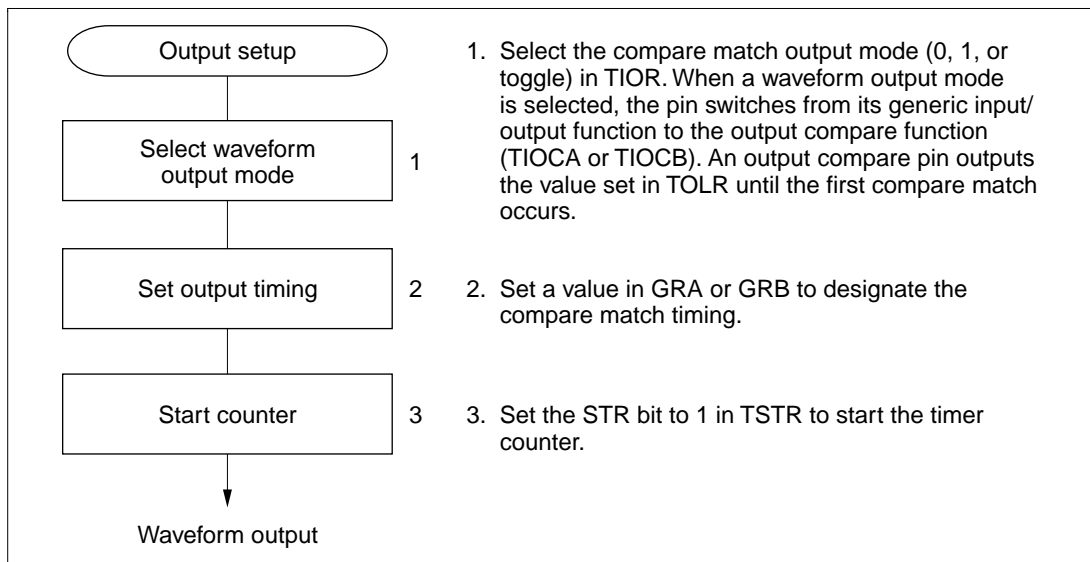 Output setup
Select waveform
output mode
1
1. Select the compare match output mode (0, 1, or
toggle) in TIOR. When a waveform output mode
is selected, the pin switches from its generic input/
output function to the output compare function
(TIOCA or TIOCB). An output compare pin outputs
the value set in TOLR until the first compare match
occurs.
Set output timing
2
2. Set a value in GRA or GRB to designate the
compare match timing.
Start counter
3
3. Set the STR bit to 1 in TSTR to start the timer
counter.
Waveform output